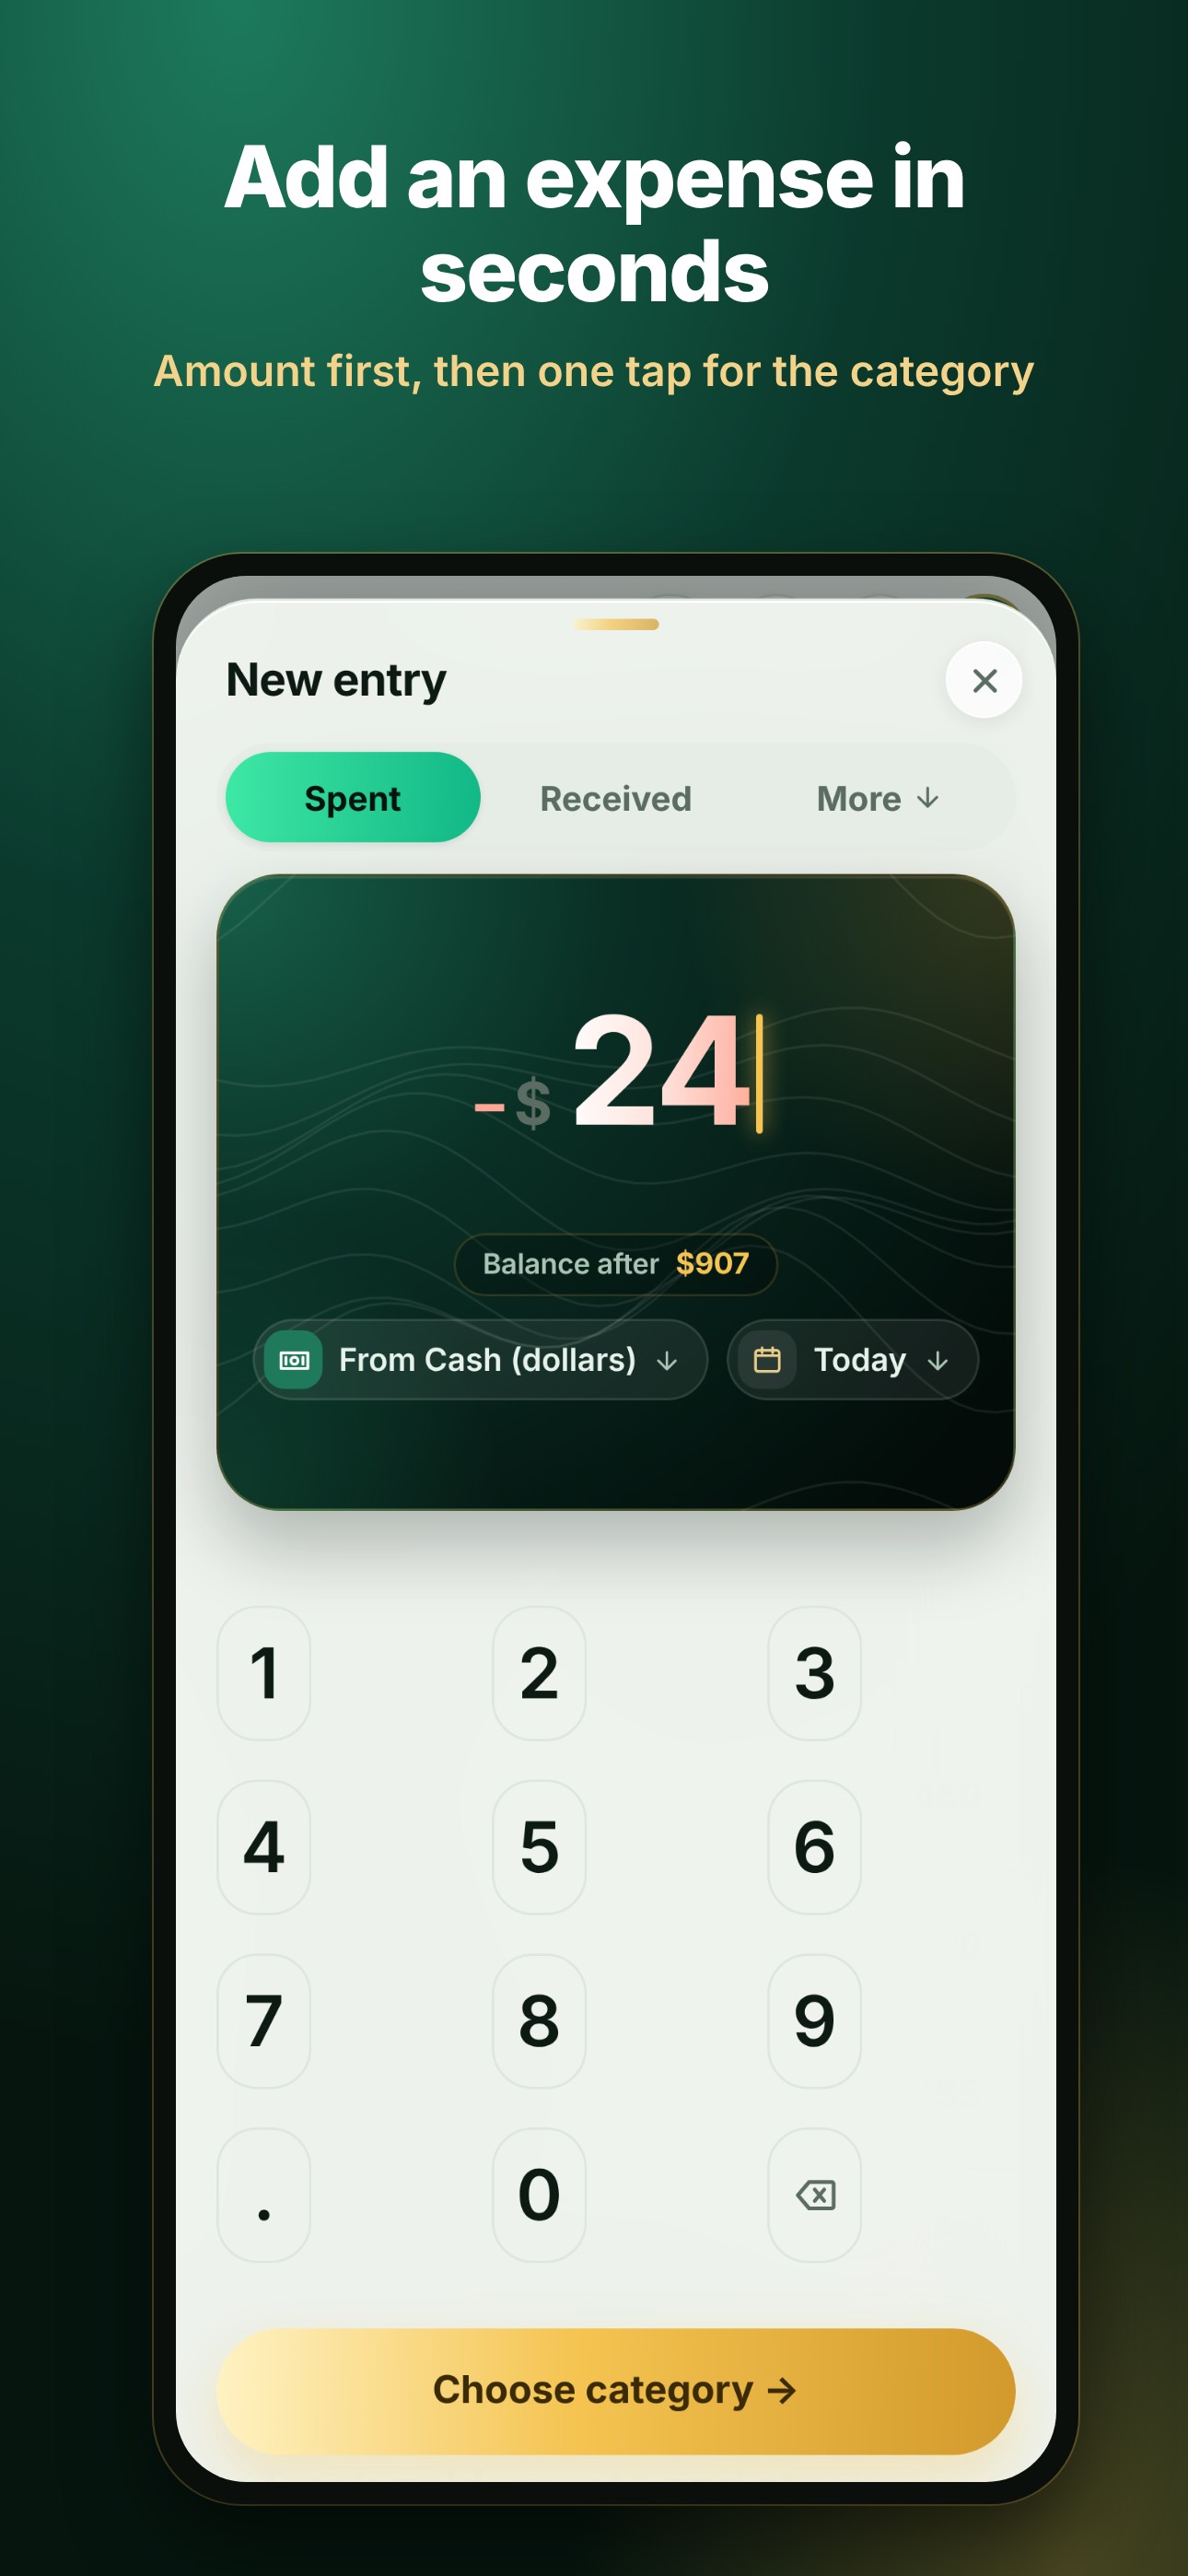 Add an expense in
seconds
Amount first, then one tap for the category
New entry
Spent Received More ↓
–$ 24
Balance after $907
From Cash (dollars) ↓ Today ↓
1 2 3
4 5 6
7 8 9
. 0
Choose category →